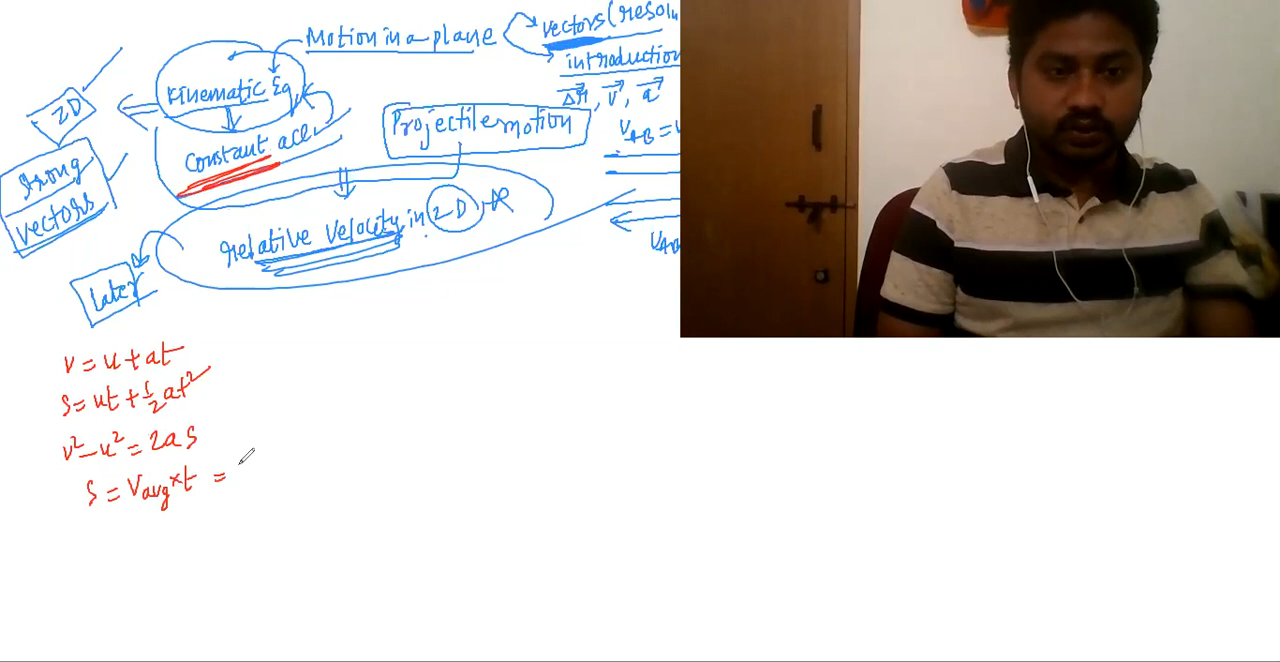 Motion in a plane
vectors (resolu
introduction
Δr⃗, v⃗, a⃗
Kinematic Eq
2D
Constant acc
Projectile motion
strong
vectors
relative velocity in 2D
later
v = u + at
s = ut + 1/2 at²
v² - u² = 2as
s = Vavg × t =